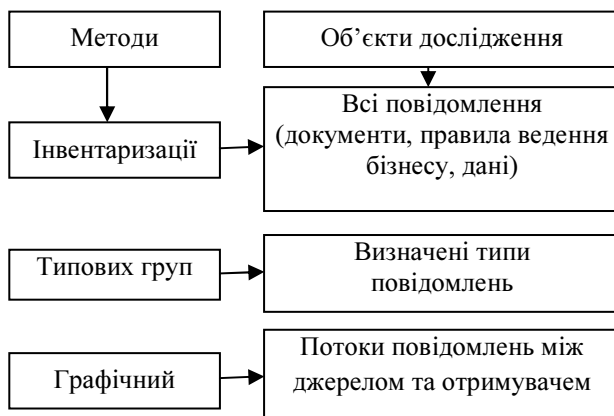 Методи
Об’єкти дослідження
Інвентаризації
Всі повідомлення
(документи, правила ведення
бізнесу, дані)
Типових груп
Визначені типи
повідомлень
Графічний
Потоки повідомлень між
джерелом та отримувачем